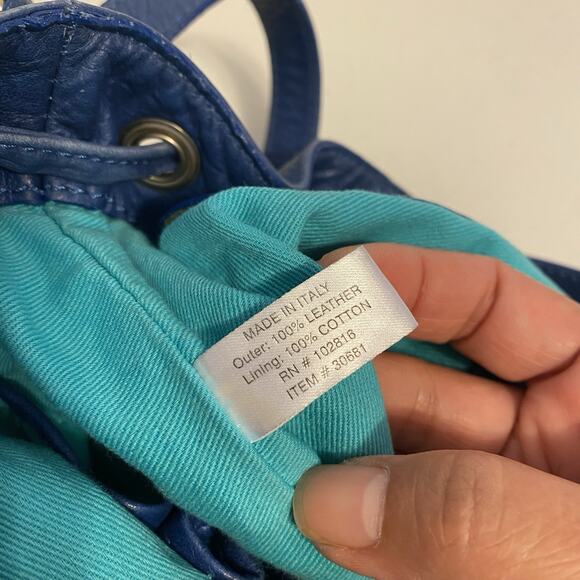 MADE IN ITALY
Outer: 100% LEATHER
Lining: 100% COTTON
RN # 102816
ITEM # 30681